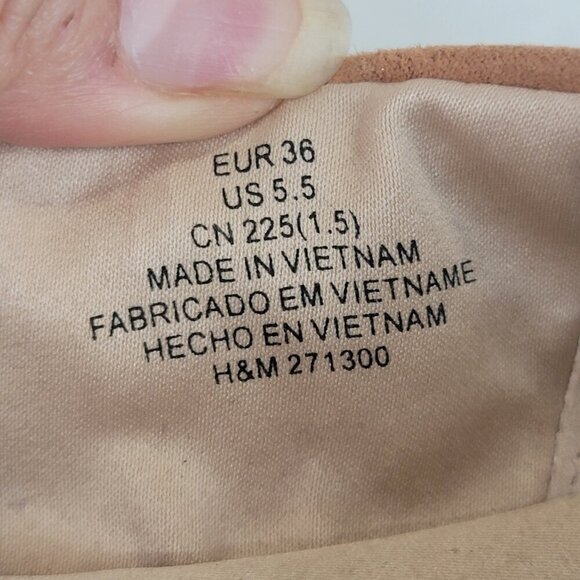 EUR 36
US 5.5
CN 225(1.5)
MADE IN VIETNAM
FABRICADO EM VIETNAME
HECHO EN VIETNAM
H&M 271300